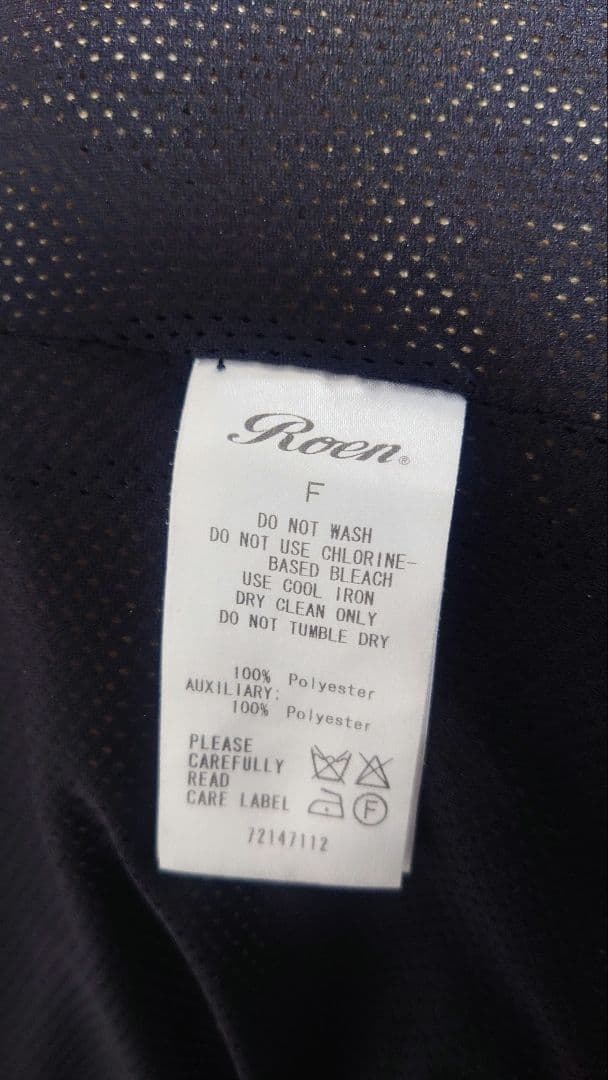 Roen®
F
DO NOT WASH
DO NOT USE CHLORINE-
BASED BLEACH
USE COOL IRON
DRY CLEAN ONLY
DO NOT TUMBLE DRY
100% Polyester
AUXILIARY:
100% Polyester
PLEASE
CAREFULLY
READ
CARE LABEL
F
72147112